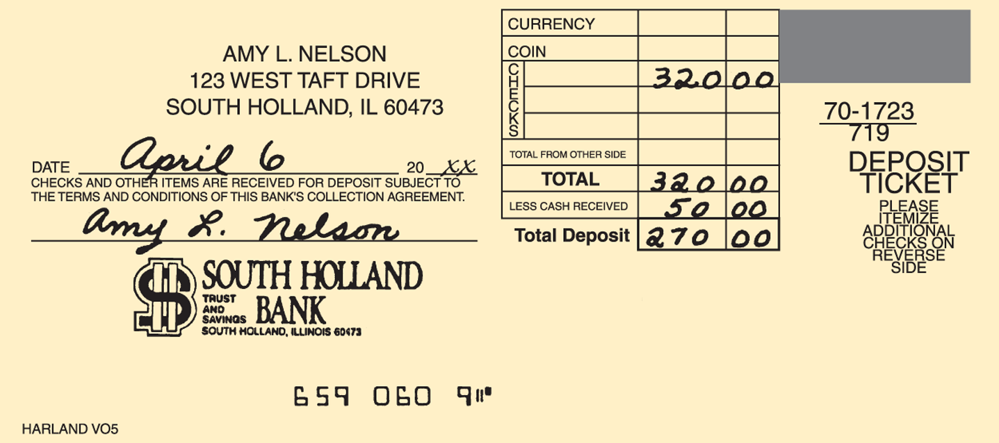 AMY L. NELSON
123 WEST TAFT DRIVE
SOUTH HOLLAND, IL 60473
DATE April 6 20 XX
CHECKS AND OTHER ITEMS ARE RECEIVED FOR DEPOSIT SUBJECT TO
THE TERMS AND CONDITIONS OF THIS BANK'S COLLECTION AGREEMENT.
Amy L. Nelson
$ SOUTH HOLLAND
TRUST
AND
SAVINGS BANK
SOUTH HOLLAND, ILLINOIS 60473
CURRENCY
COIN
CHECKS 320 00
TOTAL FROM OTHER SIDE
TOTAL 320 00
LESS CASH RECEIVED 50 00
Total Deposit 270 00
70-1723
719
DEPOSIT
TICKET
PLEASE
ITEMIZE
ADDITIONAL
CHECKS ON
REVERSE
SIDE
659 060 9⑈
HARLAND VO5